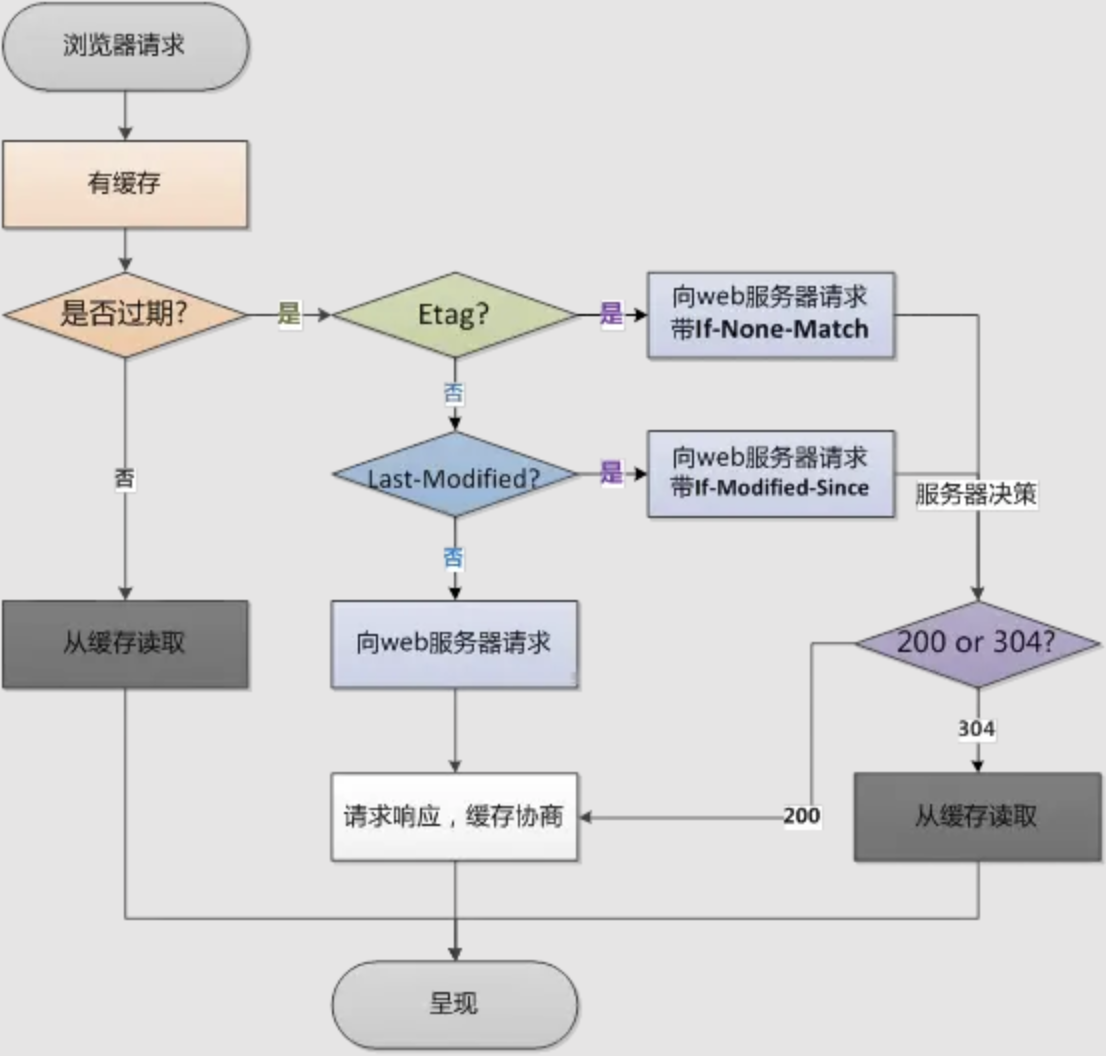 浏览器请求
有缓存
是否过期?
是
Etag?
是
向web服务器请求
带If-None-Match
否
否
Last-Modified?
是
向web服务器请求
带If-Modified-Since
服务器决策
否
从缓存读取
向web服务器请求
200 or 304?
304
请求响应，缓存协商
200
从缓存读取
呈现